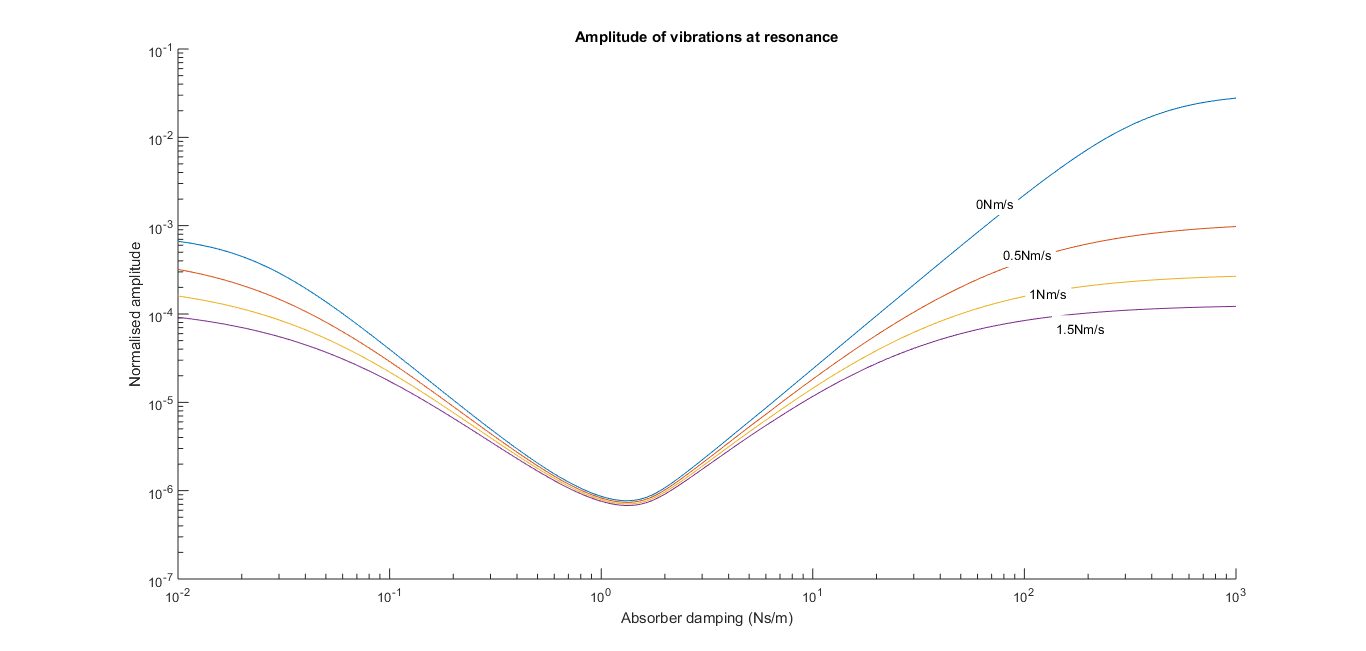 Amplitude of vibrations at resonance
10^-1
10^-2
10^-3
10^-4
10^-5
10^-6
10^-7
Normalised amplitude
0Nm/s
0.5Nm/s
1Nm/s
1.5Nm/s
10^-2 10^-1 10^0 10^1 10^2 10^3
Absorber damping (Ns/m)